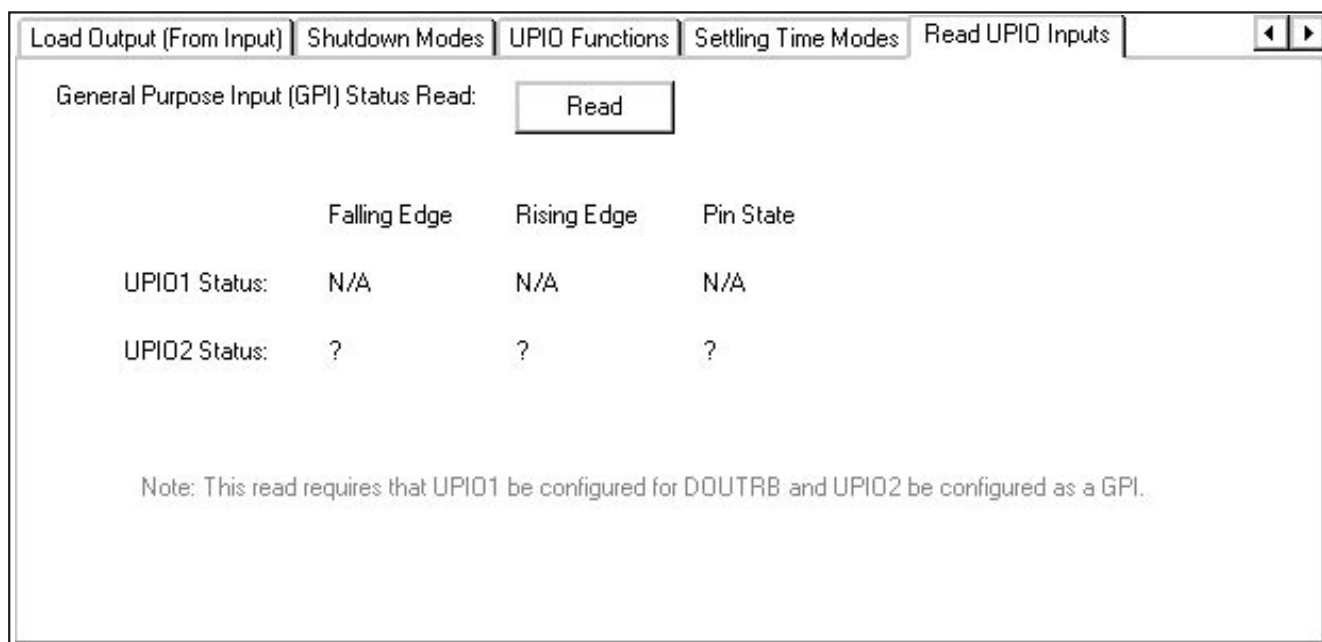 Load Output (From Input) Shutdown Modes UPIO Functions Settling Time Modes Read UPIO Inputs
General Purpose Input (GPI) Status Read: Read
Falling Edge Rising Edge Pin State
UPIO1 Status: N/A N/A N/A
UPIO2 Status: ? ? ?
Note: This read requires that UPIO1 be configured for DOUTRB and UPIO2 be configured as a GPI.